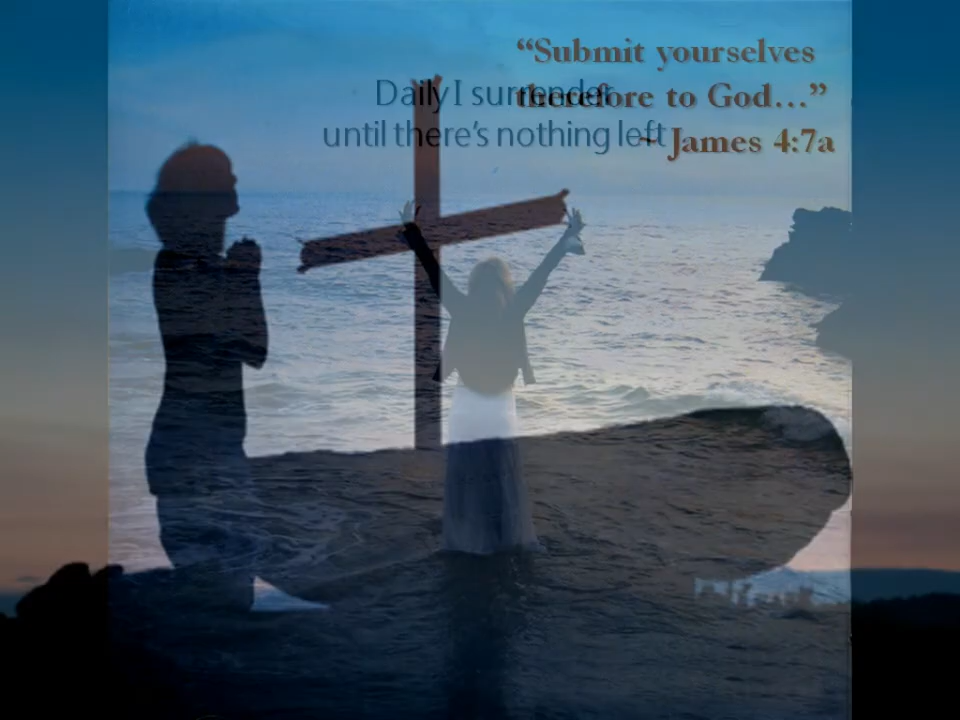 “Submit yourselves
therefore to God…”
~ James 4:7a
Daily I surrender
until there’s nothing left